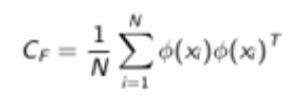 C_F = \frac{1}{N} \sum_{i=1}^{N} \phi(x_i)\phi(x_i)^T